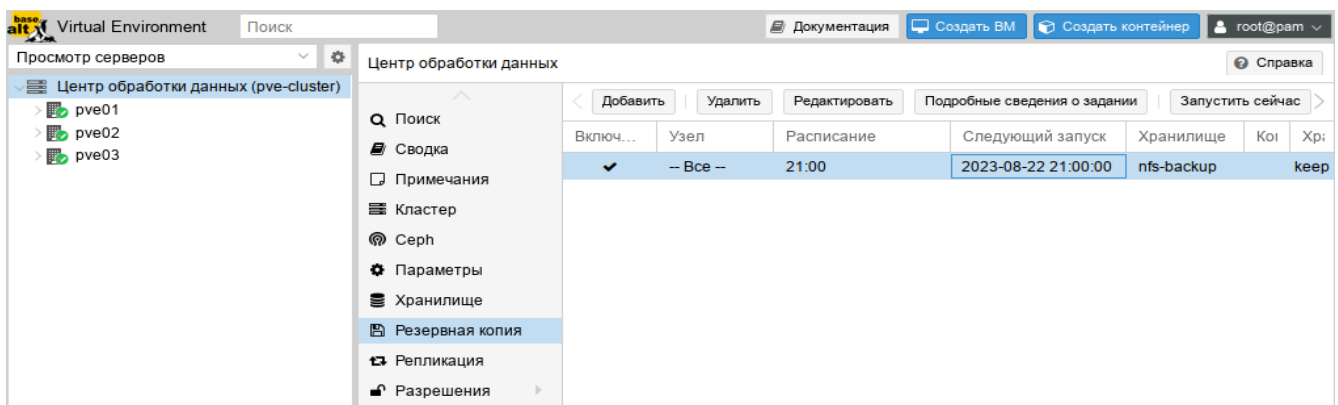 base
alt Virtual Environment Поиск Документация Создать ВМ Создать контейнер root@pam
Просмотр серверов Центр обработки данных Справка
Центр обработки данных (pve-cluster)
pve01
pve02
pve03
Поиск
Сводка
Примечания
Кластер
Ceph
Параметры
Хранилище
Резервная копия
Репликация
Разрешения
Добавить Удалить Редактировать Подробные сведения о задании Запустить сейчас
Включ... Узел Расписание Следующий запуск Хранилище Ко Хра
-- Все -- 21:00 2023-08-22 21:00:00 nfs-backup keep